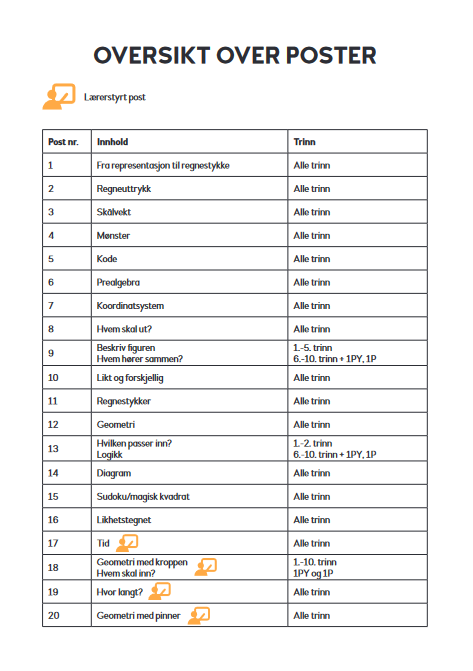 OVERSIKT OVER POSTER
Lærerstyrt post
Post nr. Innhold Trinn
1 Fra representasjon til regnestykke Alle trinn
2 Regneuttrykk Alle trinn
3 Skålvekt Alle trinn
4 Mønster Alle trinn
5 Kode Alle trinn
6 Prealgebra Alle trinn
7 Koordinatsystem Alle trinn
8 Hvem skal ut? Alle trinn
9 Beskriv figuren 1.-5. trinn
Hvem hører sammen? 6.-10. trinn + 1PY, 1P
10 Likt og forskjellig Alle trinn
11 Regnestykker Alle trinn
12 Geometri Alle trinn
13 Hvilken passer inn? 1.-2. trinn
Logikk 6.-10. trinn + 1PY, 1P
14 Diagram Alle trinn
15 Sudoku/magisk kvadrat Alle trinn
16 Likhetstegnet Alle trinn
17 Tid Alle trinn
18 Geometri med kroppen 1.-10. trinn
Hvem skal inn? 1PY og 1P
19 Hvor langt? Alle trinn
20 Geometri med pinner Alle trinn